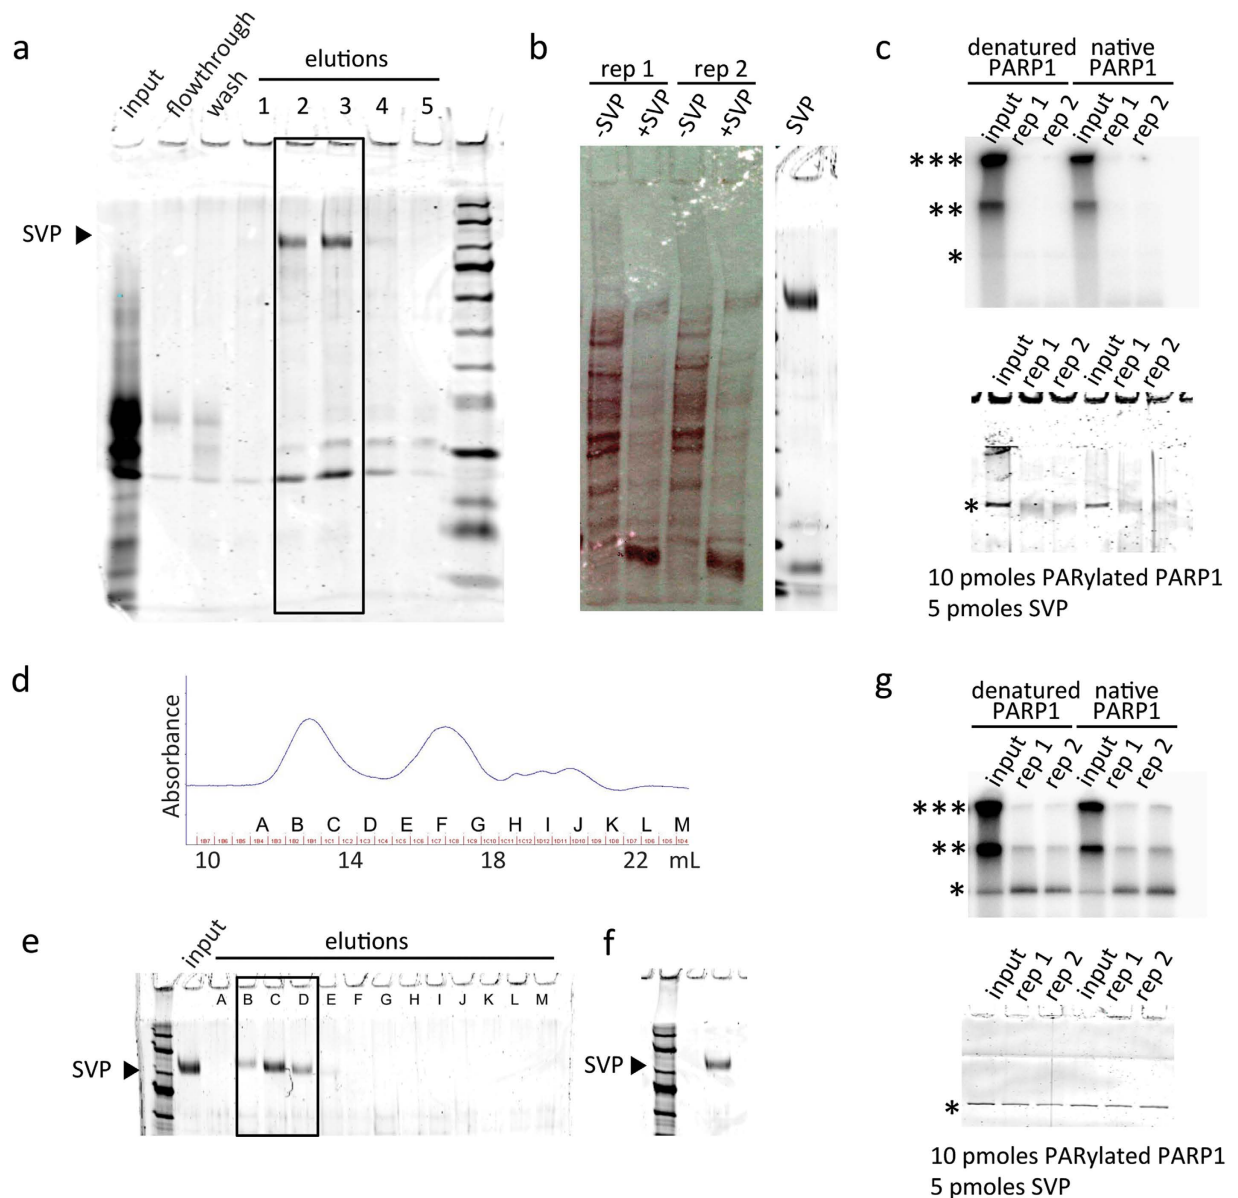 a
input
flowthrough
wash
elutions
1 2 3 4 5
SVP
b
rep 1 rep 2
-SVP +SVP -SVP +SVP
SVP
c
denatured PARP1
native PARP1
input rep 1 rep 2 input rep 1 rep 2
***
**
*
input rep 1 rep 2 input rep 1 rep 2
*
10 pmoles PARylated PARP1
5 pmoles SVP
d
Absorbance
A B C D E F G H I J K L M
10 14 18 22 mL
e
input
elutions
A B C D E F G H I J K L M
SVP
f
SVP
g
denatured PARP1
native PARP1
input rep 1 rep 2 input rep 1 rep 2
***
**
*
input rep 1 rep 2 input rep 1 rep 2
*
10 pmoles PARylated PARP1
5 pmoles SVP